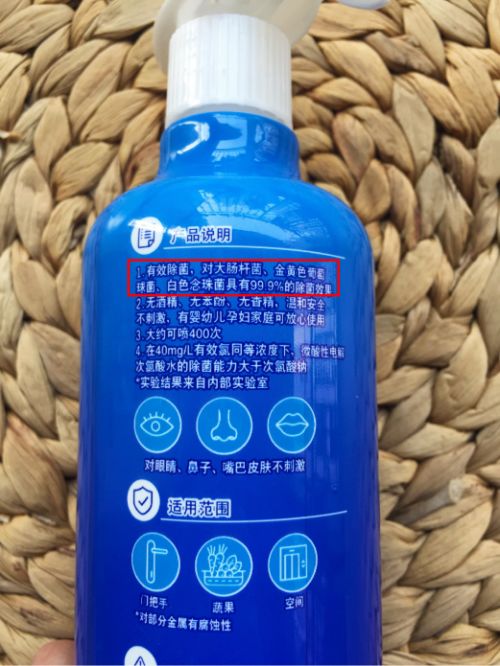 产品说明
1.有效除菌，对大肠杆菌、金黄色葡萄
球菌、白色念珠菌具有99.9%的除菌效果
2.无酒精、无苯酚、无香精，温和安全
不刺激，有婴幼儿孕妇家庭可放心使用
3.大约可喷400次
4.在40mg/L有效氯同等浓度下，微酸性电解
次氯酸水的除菌能力大于次氯酸钠
*实验结果来自内部实验室
对眼睛、鼻子、嘴巴皮肤不刺激
适用范围
门把手 蔬果 空间
*对部分金属有腐蚀性